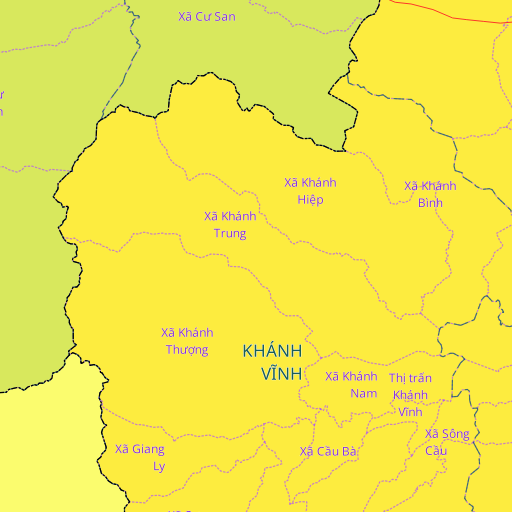 Xã Cư San
Xã Khánh
Hiệp
Xã Khánh
Bình
Xã Khánh
Trung
Xã Khánh
Thượng
KHÁNH
VĨNH
Xã Khánh
Nam
Thị trấn
Khánh
Vĩnh
Xã Giang
Ly
Xã Cầu Bà
Xã Sông
Cầu